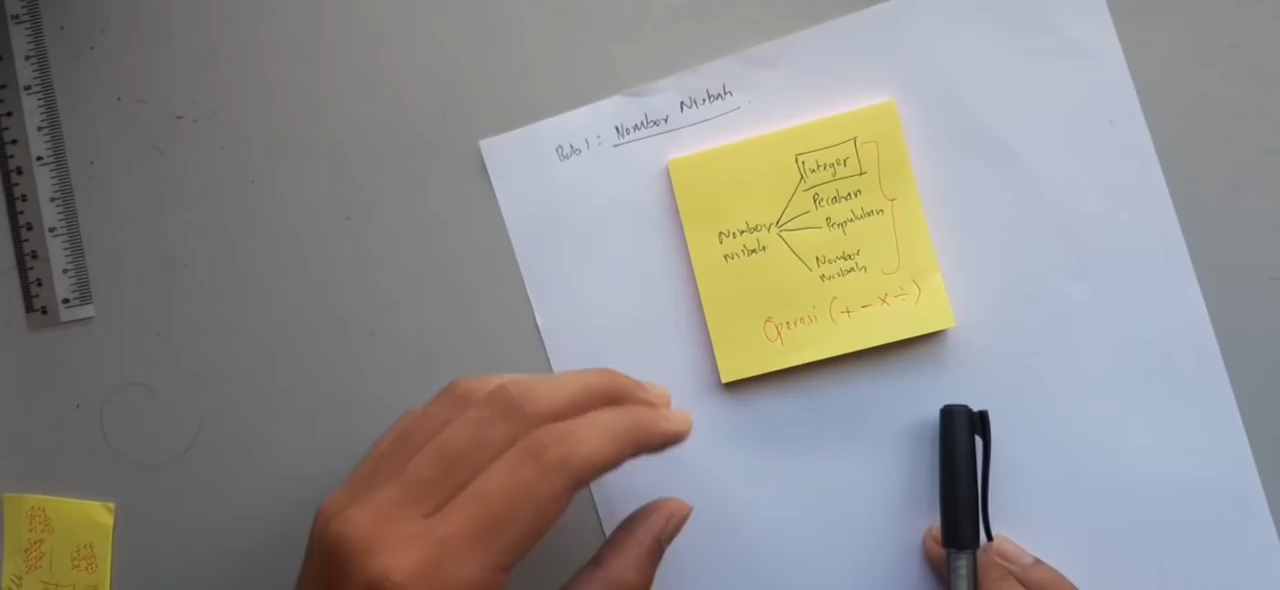 Bab 1 : Nombor Nisbah
Integer
Pecahan
Perpuluhan
Nombor
nisbah
Nombor
nisbah
Operasi (+ - × ÷)